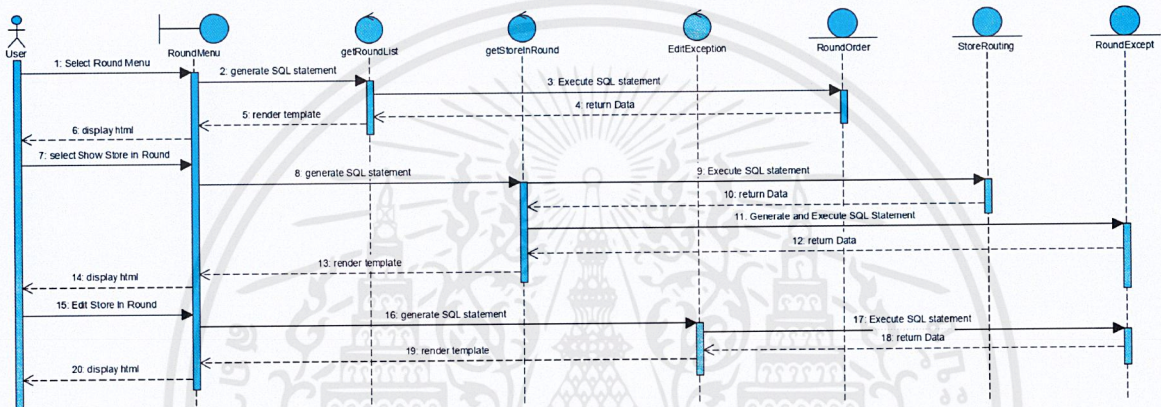 User
RoundMenu
getRoundList
getStoreInRound
EditException
RoundOrder
StoreRouting
RoundExcept
1: Select Round Menu
2: generate SQL statement
3: Execute SQL statement
4: return Data
5: render template
6: display html
7: select Show Store in Round
8: generate SQL statement
9: Execute SQL statement
10: return Data
11: Generate and Execute SQL Statement
12: return Data
13: render template
14: display html
15: Edit Store In Round
16: generate SQL statement
17: Execute SQL statement
18: return Data
19: render template
20: display html